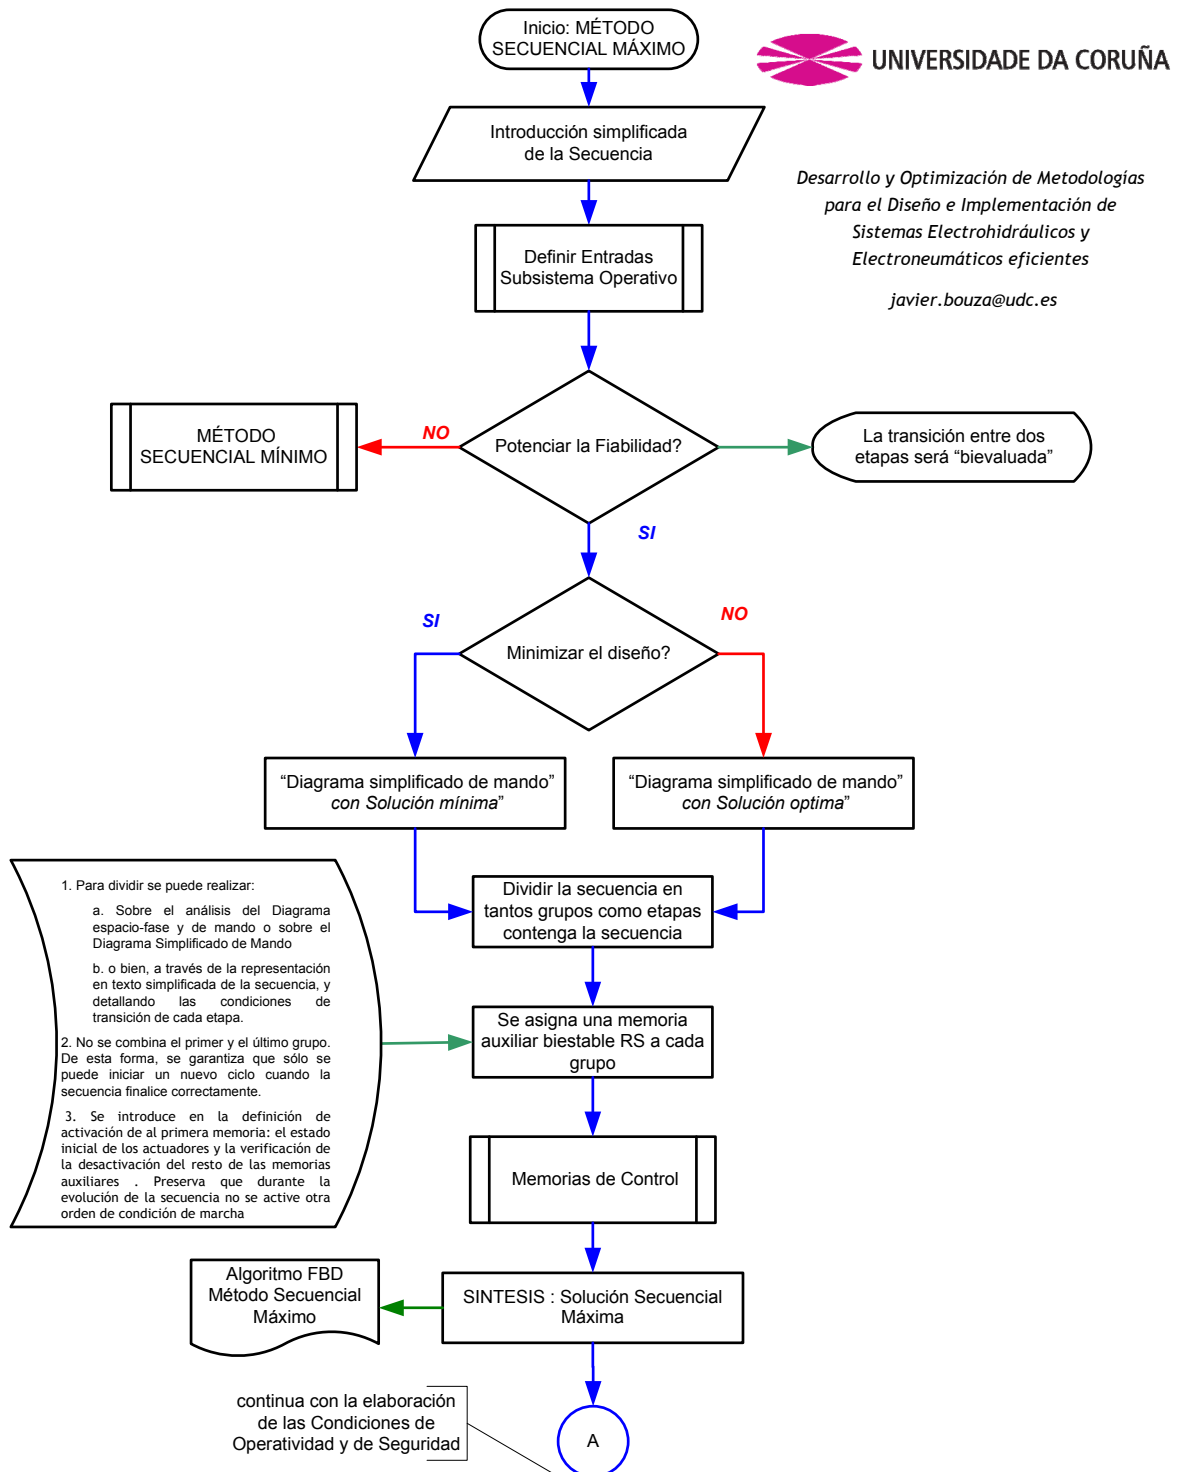 Inicio: MÉTODO
SECUENCIAL MÁXIMO
UNIVERSIDADE DA CORUÑA
Introducción simplificada
de la Secuencia
Desarrollo y Optimización de Metodologías
para el Diseño e Implementación de
Sistemas Electrohidráulicos y
Electroneumáticos eficientes
javier.bouza@udc.es
Definir Entradas
Subsistema Operativo
MÉTODO
SECUENCIAL MÍNIMO
NO
Potenciar la Fiabilidad?
La transición entre dos
etapas será “bievaluada”
SI
SI
NO
Minimizar el diseño?
“Diagrama simplificado de mando”
con Solución mínima”
“Diagrama simplificado de mando”
con Solución optima”
Dividir la secuencia en
tantos grupos como etapas
contenga la secuencia
1. Para dividir se puede realizar:
a. Sobre el análisis del Diagrama
espacio-fase y de mando o sobre el
Diagrama Simplificado de Mando
b. o bien, a través de la representación
en texto simplificada de la secuencia, y
detallando las condiciones de
transición de cada etapa.
2. No se combina el primer y el último grupo.
De esta forma, se garantiza que sólo se
puede iniciar un nuevo ciclo cuando la
secuencia finalice correctamente.
3. Se introduce en la definición de
activación de al primera memoria: el estado
inicial de los actuadores y la verificación de
la desactivación del resto de las memorias
auxiliares . Preserva que durante la
evolución de la secuencia no se active otra
orden de condición de marcha
Se asigna una memoria
auxiliar biestable RS a cada
grupo
Memorias de Control
Algoritmo FBD
Método Secuencial
Máximo
SINTESIS : Solución Secuencial
Máxima
continua con la elaboración
de las Condiciones de
Operatividad y de Seguridad
A